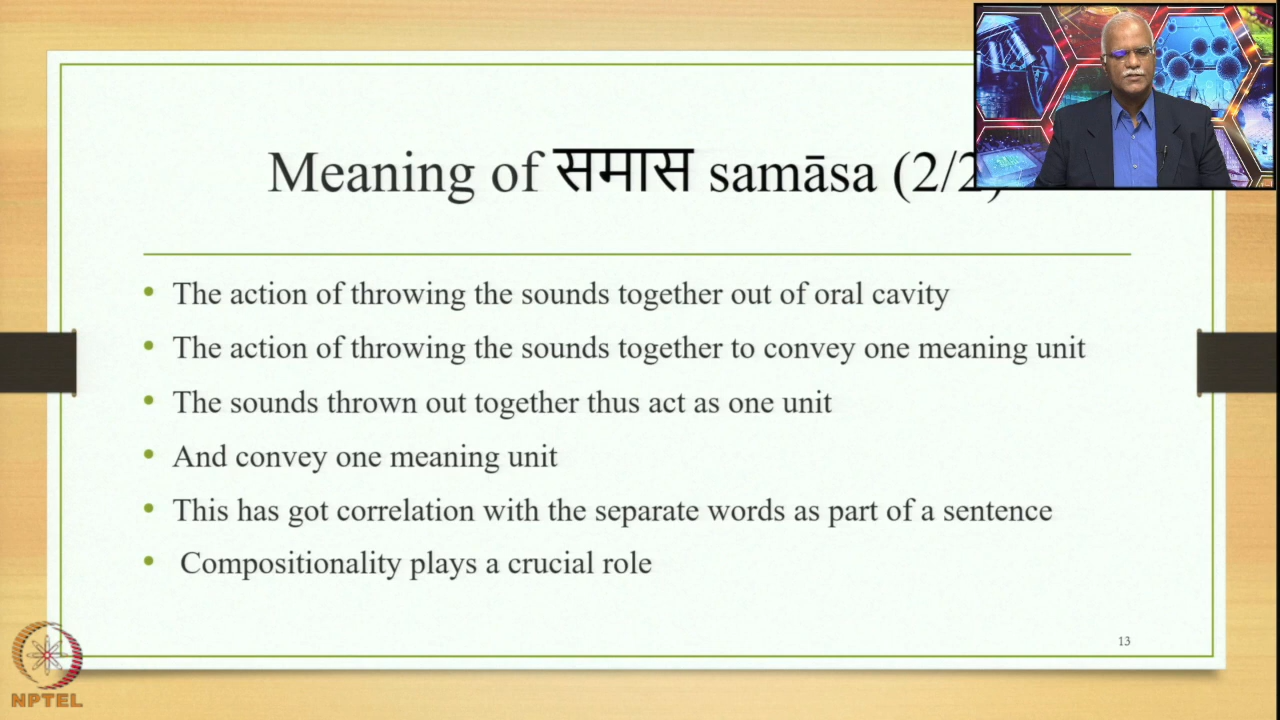 Meaning of समास samāsa (2/2)
• The action of throwing the sounds together out of oral cavity
• The action of throwing the sounds together to convey one meaning unit
• The sounds thrown out together thus act as one unit
• And convey one meaning unit
• This has got correlation with the separate words as part of a sentence
• Compositionality plays a crucial role
13
NPTEL